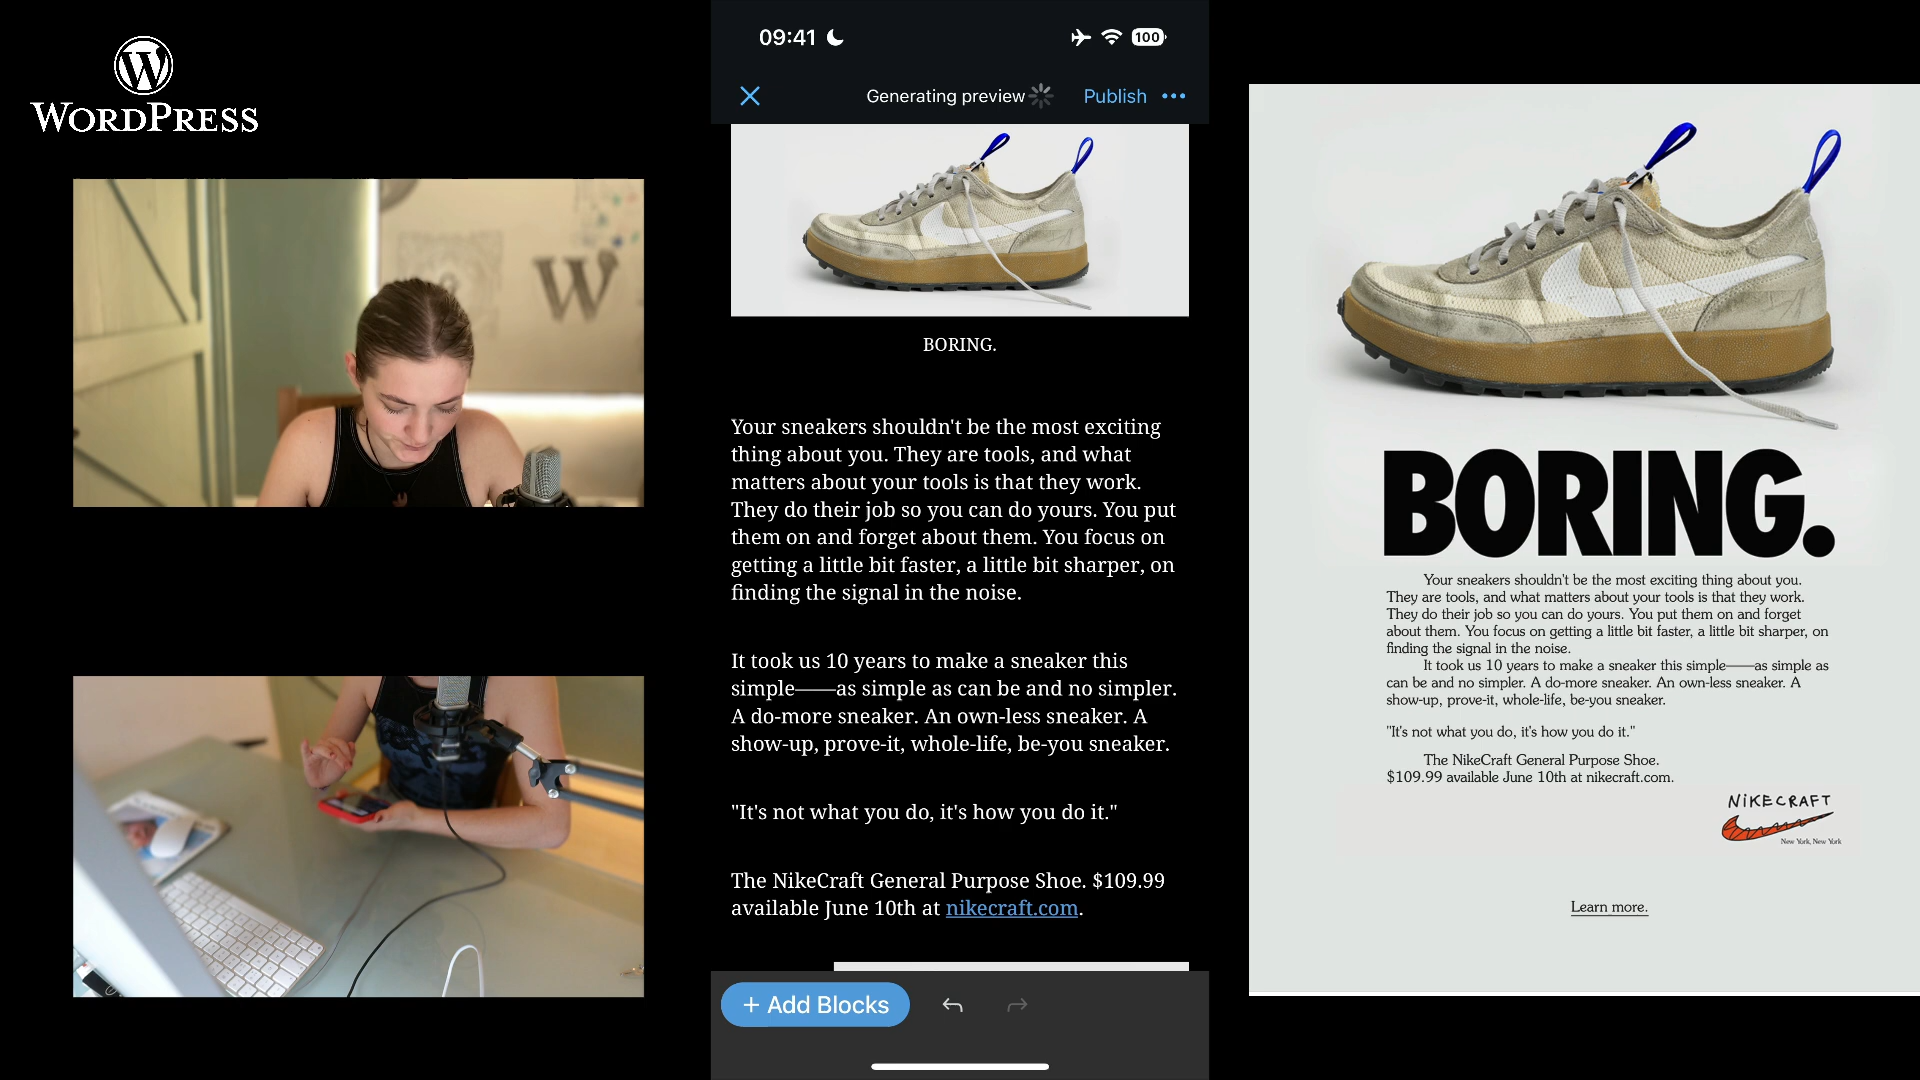 WORDPRESS
W
09:41
100
Generating preview
Publish
BORING.
Your sneakers shouldn't be the most exciting
thing about you. They are tools, and what
matters about your tools is that they work.
They do their job so you can do yours. You put
them on and forget about them. You focus on
getting a little bit faster, a little bit sharper, on
finding the signal in the noise.
It took us 10 years to make a sneaker this
simple——as simple as can be and no simpler.
A do-more sneaker. An own-less sneaker. A
show-up, prove-it, whole-life, be-you sneaker.
"It's not what you do, it's how you do it."
The NikeCraft General Purpose Shoe. $109.99
available June 10th at nikecraft.com.
+ Add Blocks
BORING.
Your sneakers shouldn't be the most exciting thing about you.
They are tools, and what matters about your tools is that they work.
They do their job so you can do yours. You put them on and forget
about them. You focus on getting a little bit faster, a little bit sharper, on
finding the signal in the noise.
It took us 10 years to make a sneaker this simple——as simple as
can be and no simpler. A do-more sneaker. An own-less sneaker. A
show-up, prove-it, whole-life, be-you sneaker.
"It's not what you do, it's how you do it."
The NikeCraft General Purpose Shoe.
$109.99 available June 10th at nikecraft.com.
NIKECRAFT
New York, New York
Learn more.